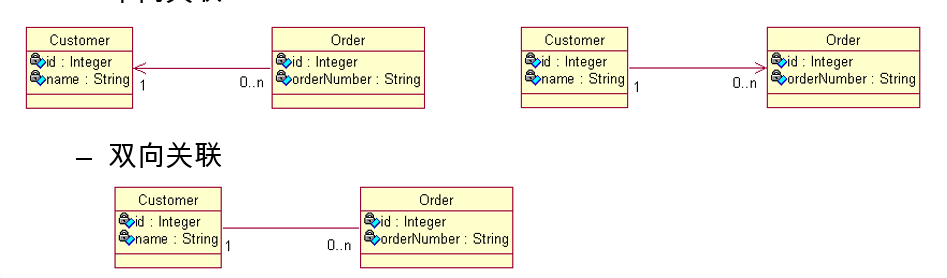 Customer
id : Integer
name : String
1
0..n
Order
id : Integer
orderNumber : String
Customer
id : Integer
name : String
1
0..n
Order
id : Integer
orderNumber : String
– 双向关联
Customer
id : Integer
name : String
1
0..n
Order
id : Integer
orderNumber : String